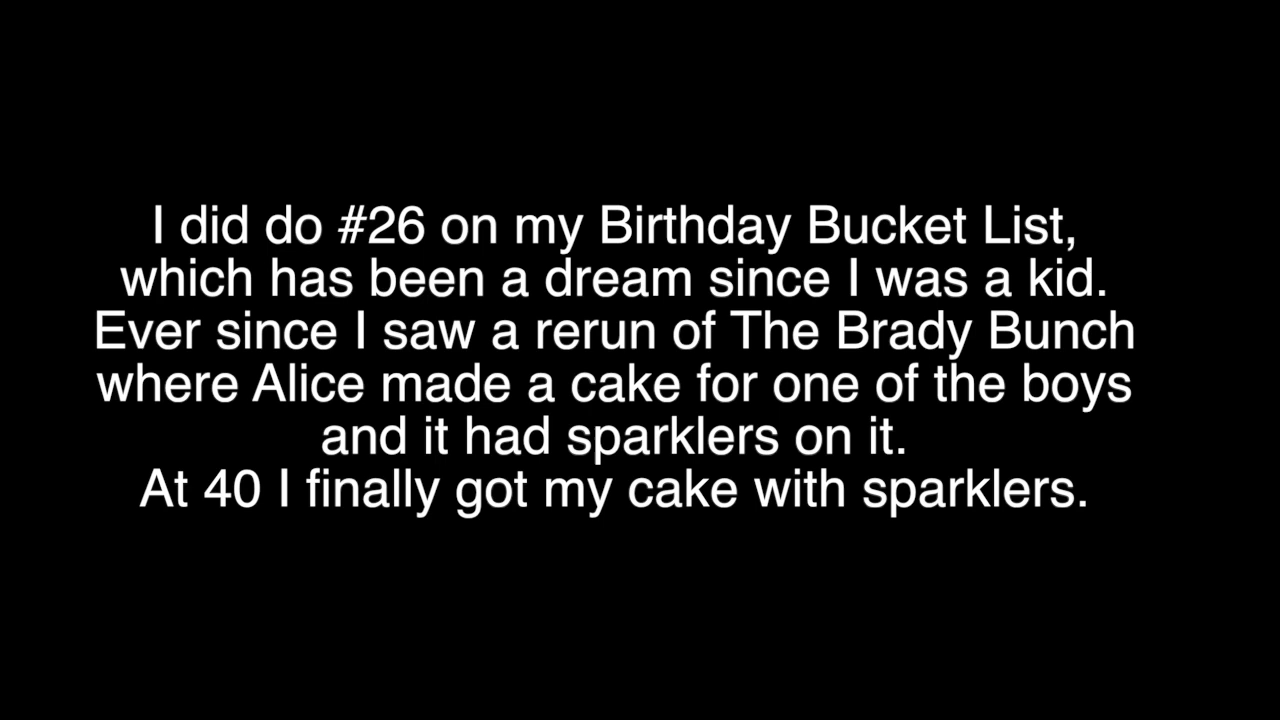 I did do #26 on my Birthday Bucket List,
which has been a dream since I was a kid.
Ever since I saw a rerun of The Brady Bunch
where Alice made a cake for one of the boys
and it had sparklers on it.
At 40 I finally got my cake with sparklers.